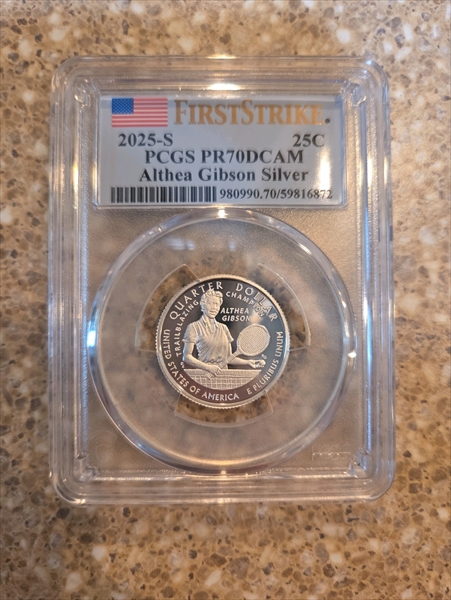 FIRSTSTRIKE.
2025-S 25C
PCGS PR70DCAM
Althea Gibson Silver
980990.70/59816872
QUARTER DOLLAR
TRAILBLAZING CHAMPION
ALTHEA
GIBSON
UNITED STATES OF AMERICA E PLURIBUS UNUM